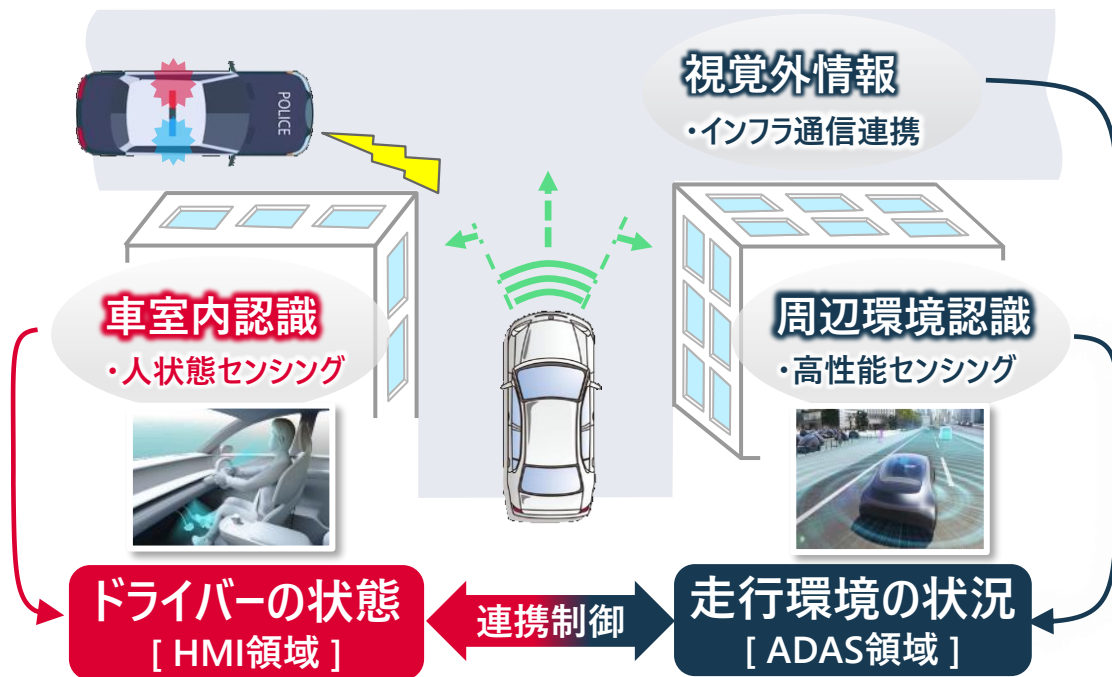 POLICE
視覚外情報
・インフラ通信連携
車室内認識
・人状態センシング
周辺環境認識
・高性能センシング
ドライバーの状態
[ HMI領域 ]
連携制御
走行環境の状況
[ ADAS領域 ]